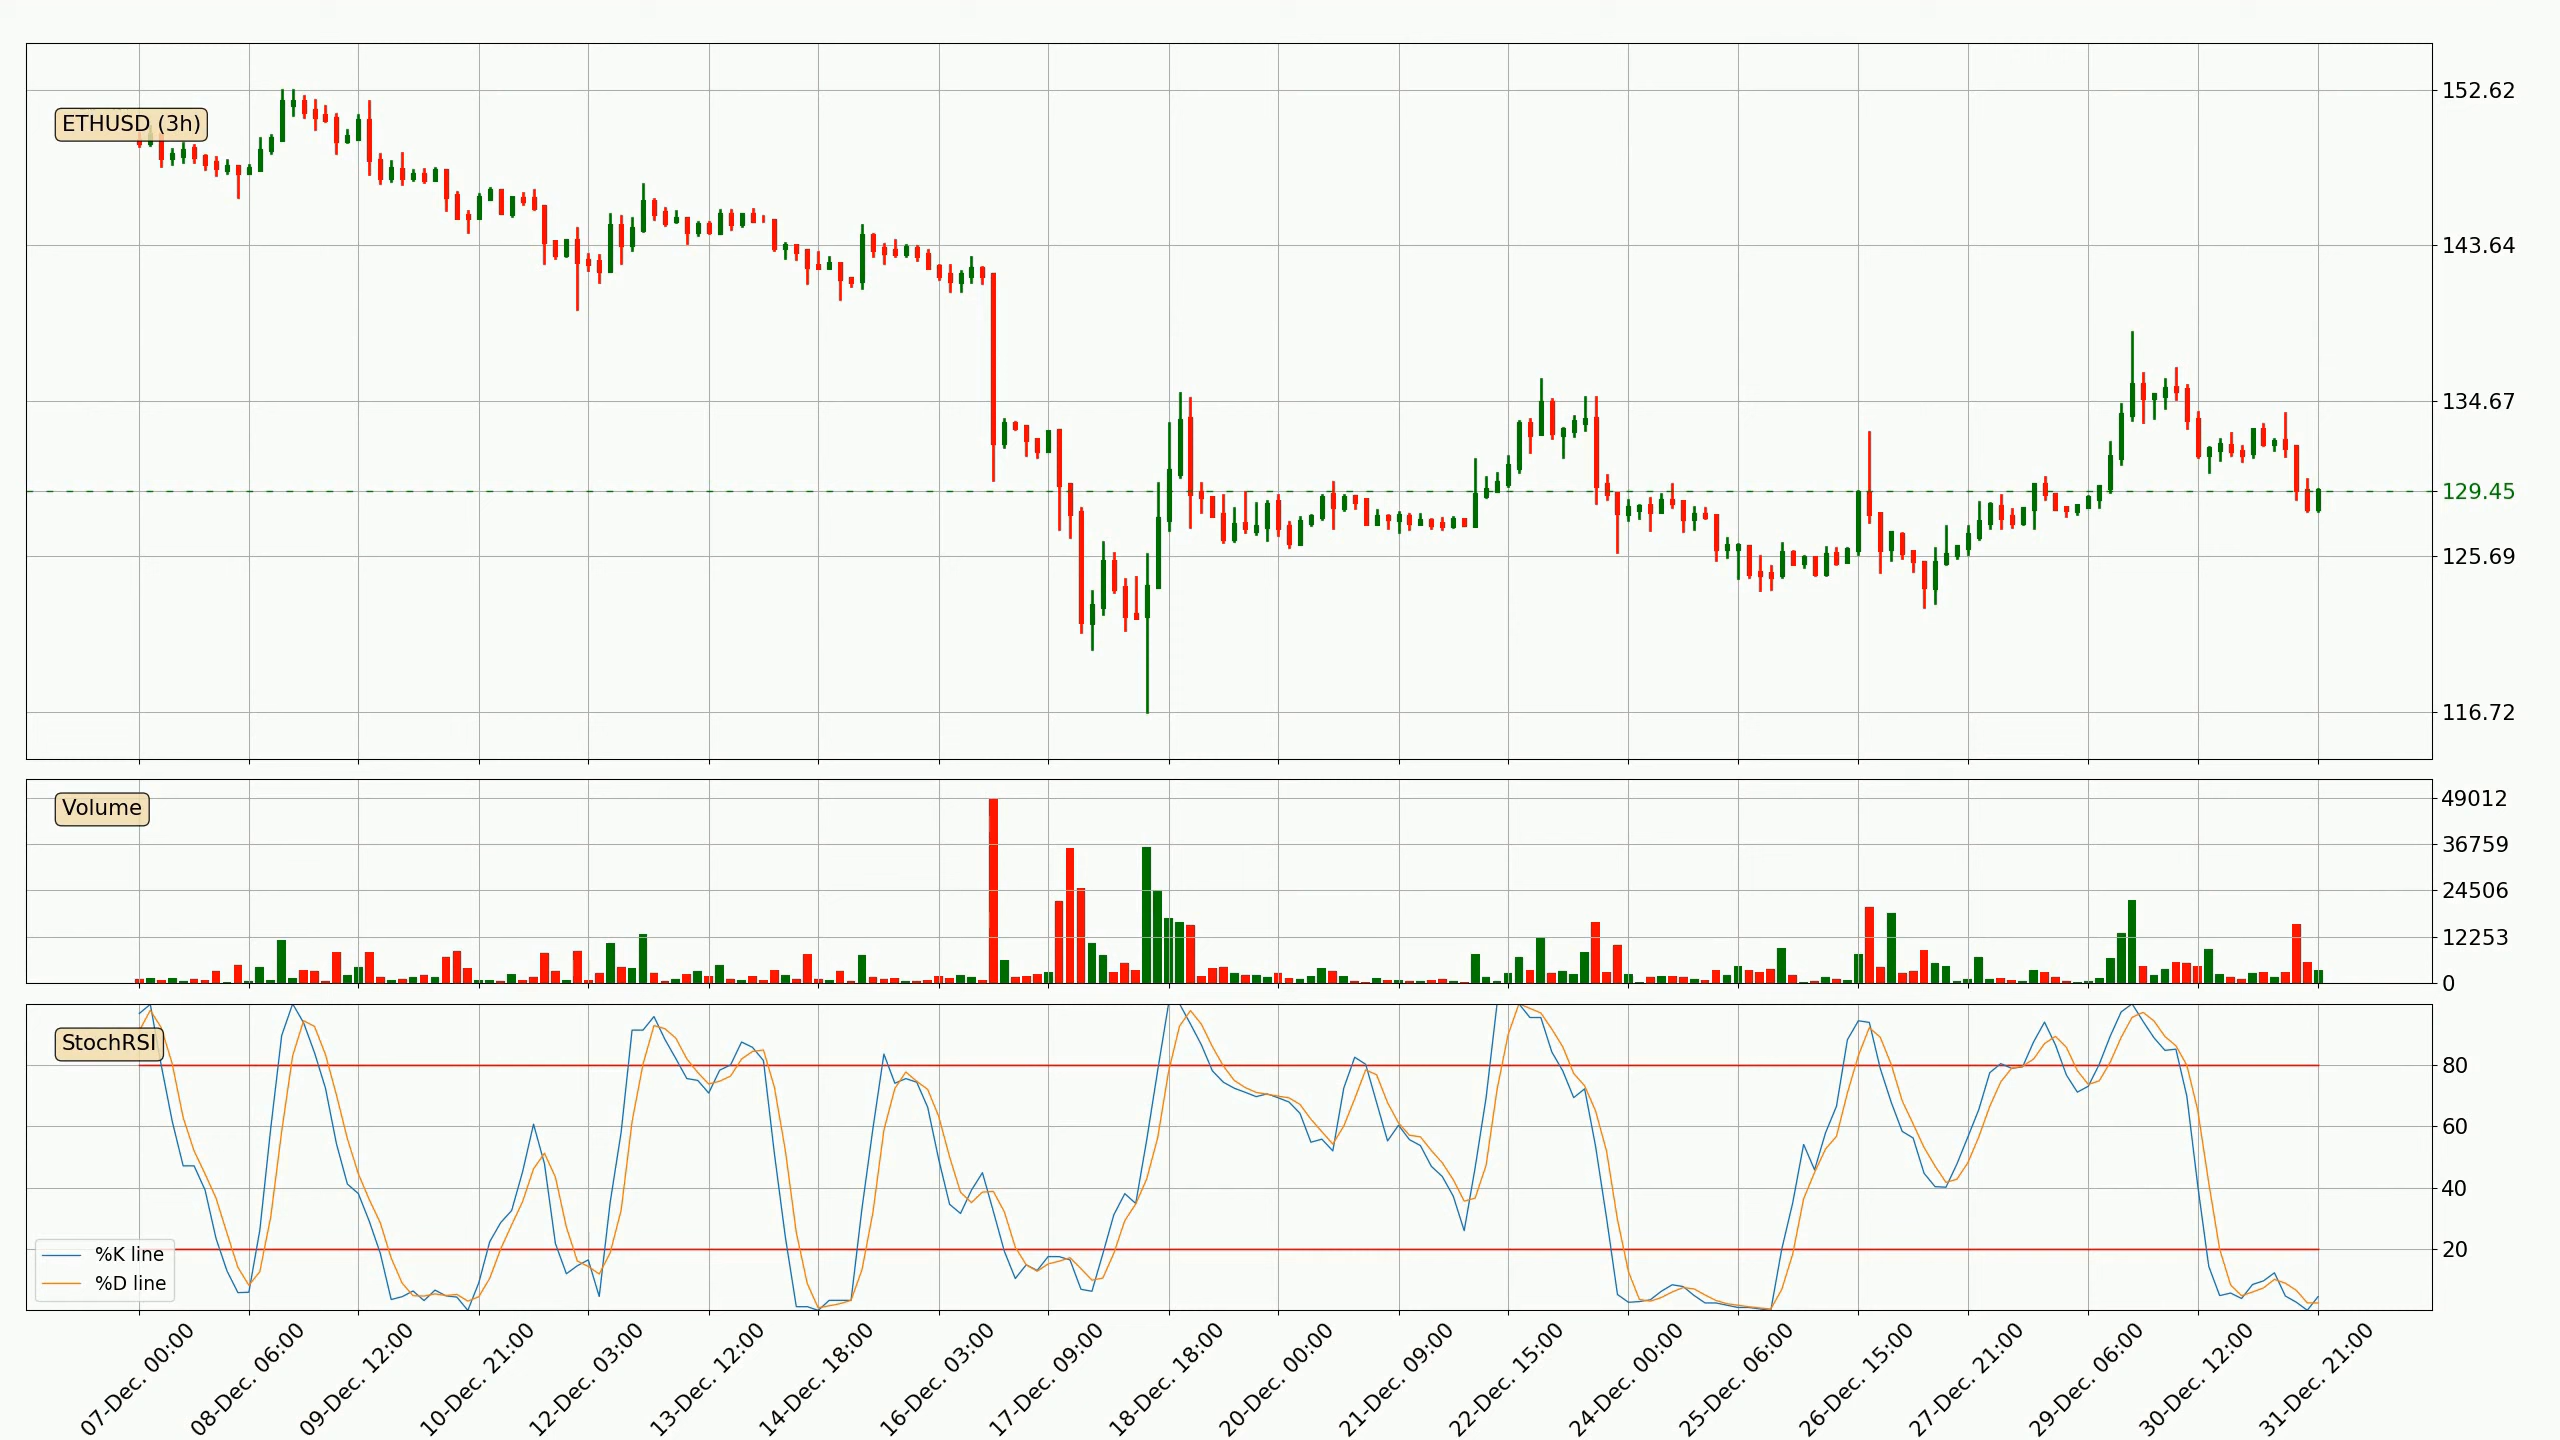 ETHUSD (3h)
152.62
143.64
134.67
129.45
125.69
116.72
Volume
49012
36759
24506
12253
0
StochRSI
80
60
40
20
%K line
%D line
07-Dec. 00:00
08-Dec. 06:00
09-Dec. 12:00
10-Dec. 21:00
12-Dec. 03:00
13-Dec. 12:00
14-Dec. 18:00
16-Dec. 03:00
17-Dec. 09:00
18-Dec. 18:00
20-Dec. 00:00
21-Dec. 09:00
22-Dec. 15:00
24-Dec. 00:00
25-Dec. 06:00
26-Dec. 15:00
27-Dec. 21:00
29-Dec. 06:00
30-Dec. 12:00
31-Dec. 21:00